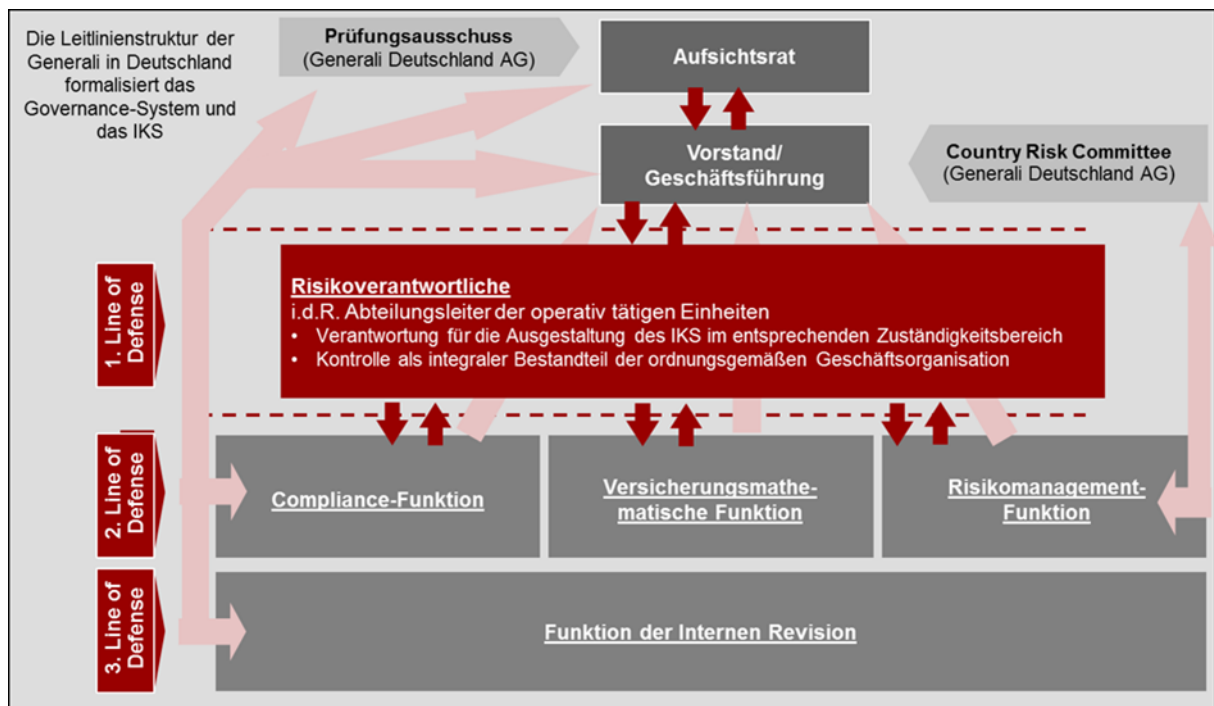 Die Leitlinienstruktur der
Generali in Deutschland
formalisiert das
Governance-System und
das IKS
Prüfungsausschuss
(Generali Deutschland AG)
Aufsichtsrat
Vorstand/
Geschäftsführung
Country Risk Committee
(Generali Deutschland AG)
1. Line of
Defense
Risikoverantwortliche
i.d.R. Abteilungsleiter der operativ tätigen Einheiten
• Verantwortung für die Ausgestaltung des IKS im entsprechenden Zuständigkeitsbereich
• Kontrolle als integraler Bestandteil der ordnungsgemäßen Geschäftsorganisation
2. Line of
Defense
Compliance-Funktion
Versicherungsmathe-
matische Funktion
Risikomanagement-
Funktion
3. Line of
Defense
Funktion der Internen Revision